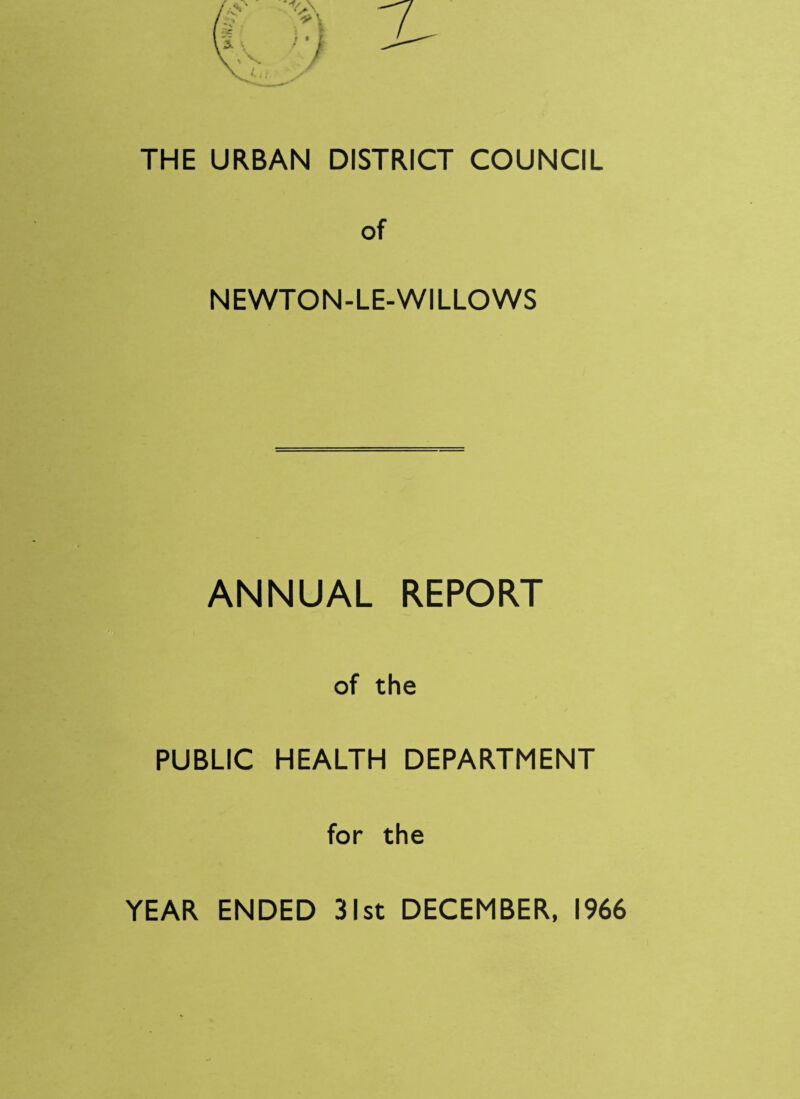 THE URBAN DISTRICT COUNCIL
of
NEWTON-LE-WILLOWS
ANNUAL REPORT
of the
PUBLIC HEALTH DEPARTMENT
for the
YEAR ENDED 31st DECEMBER, 1966